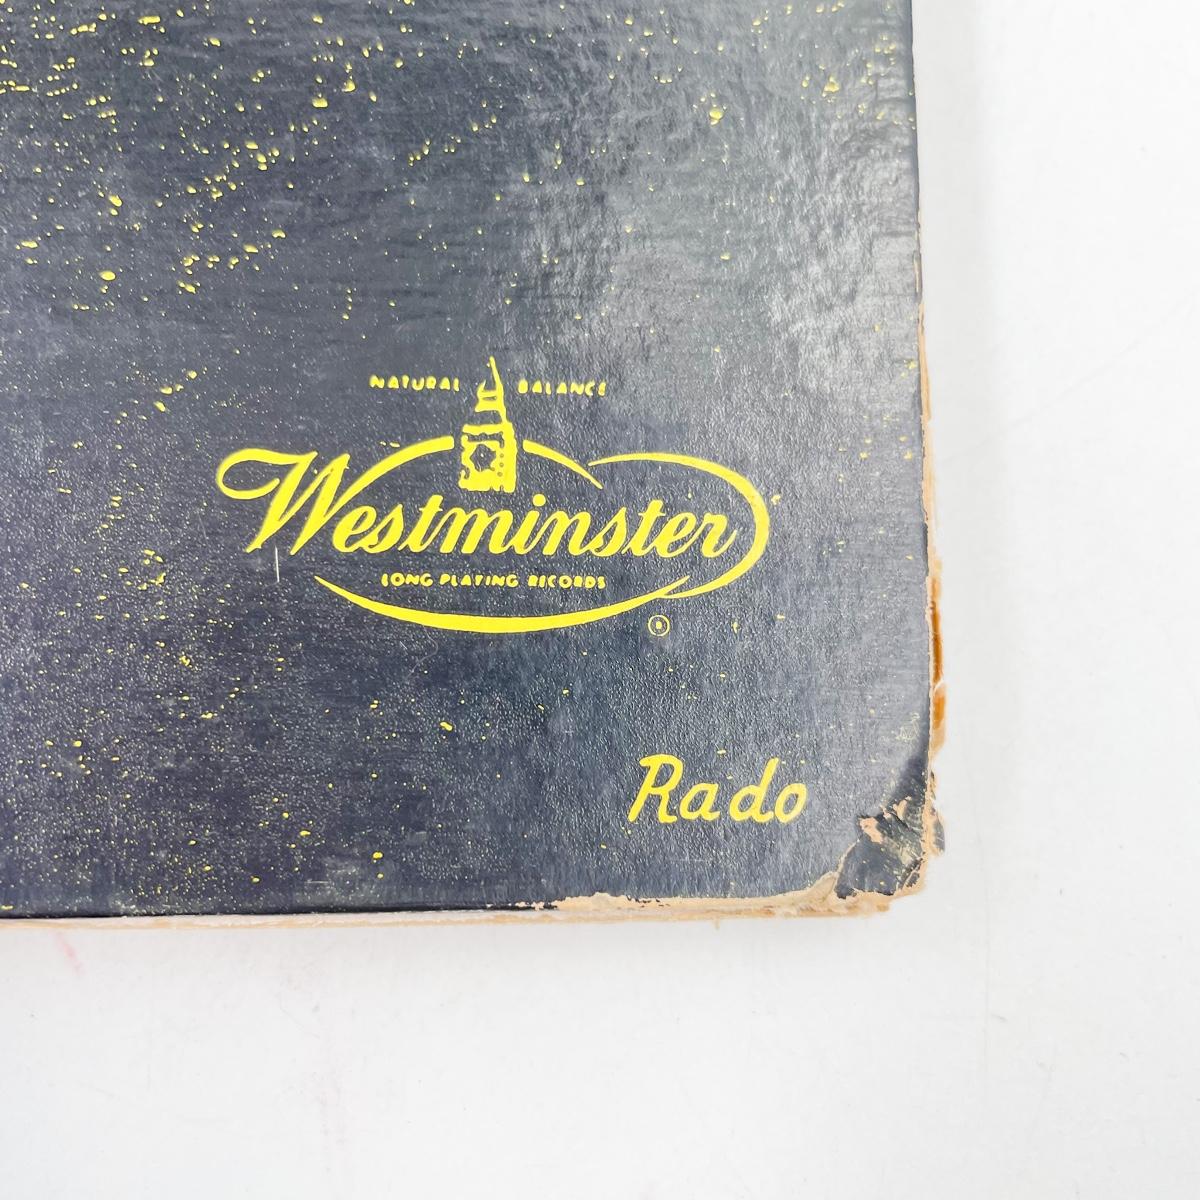 NATURAL BALANCE
Westminster
LONG PLAYING RECORDS
Rado